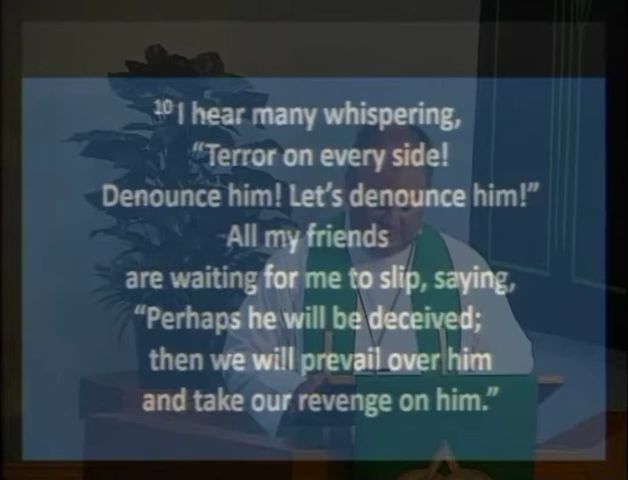 10 I hear many whispering,
“Terror on every side!
Denounce him! Let’s denounce him!”
All my friends
are waiting for me to slip, saying,
“Perhaps he will be deceived;
then we will prevail over him
and take our revenge on him.”